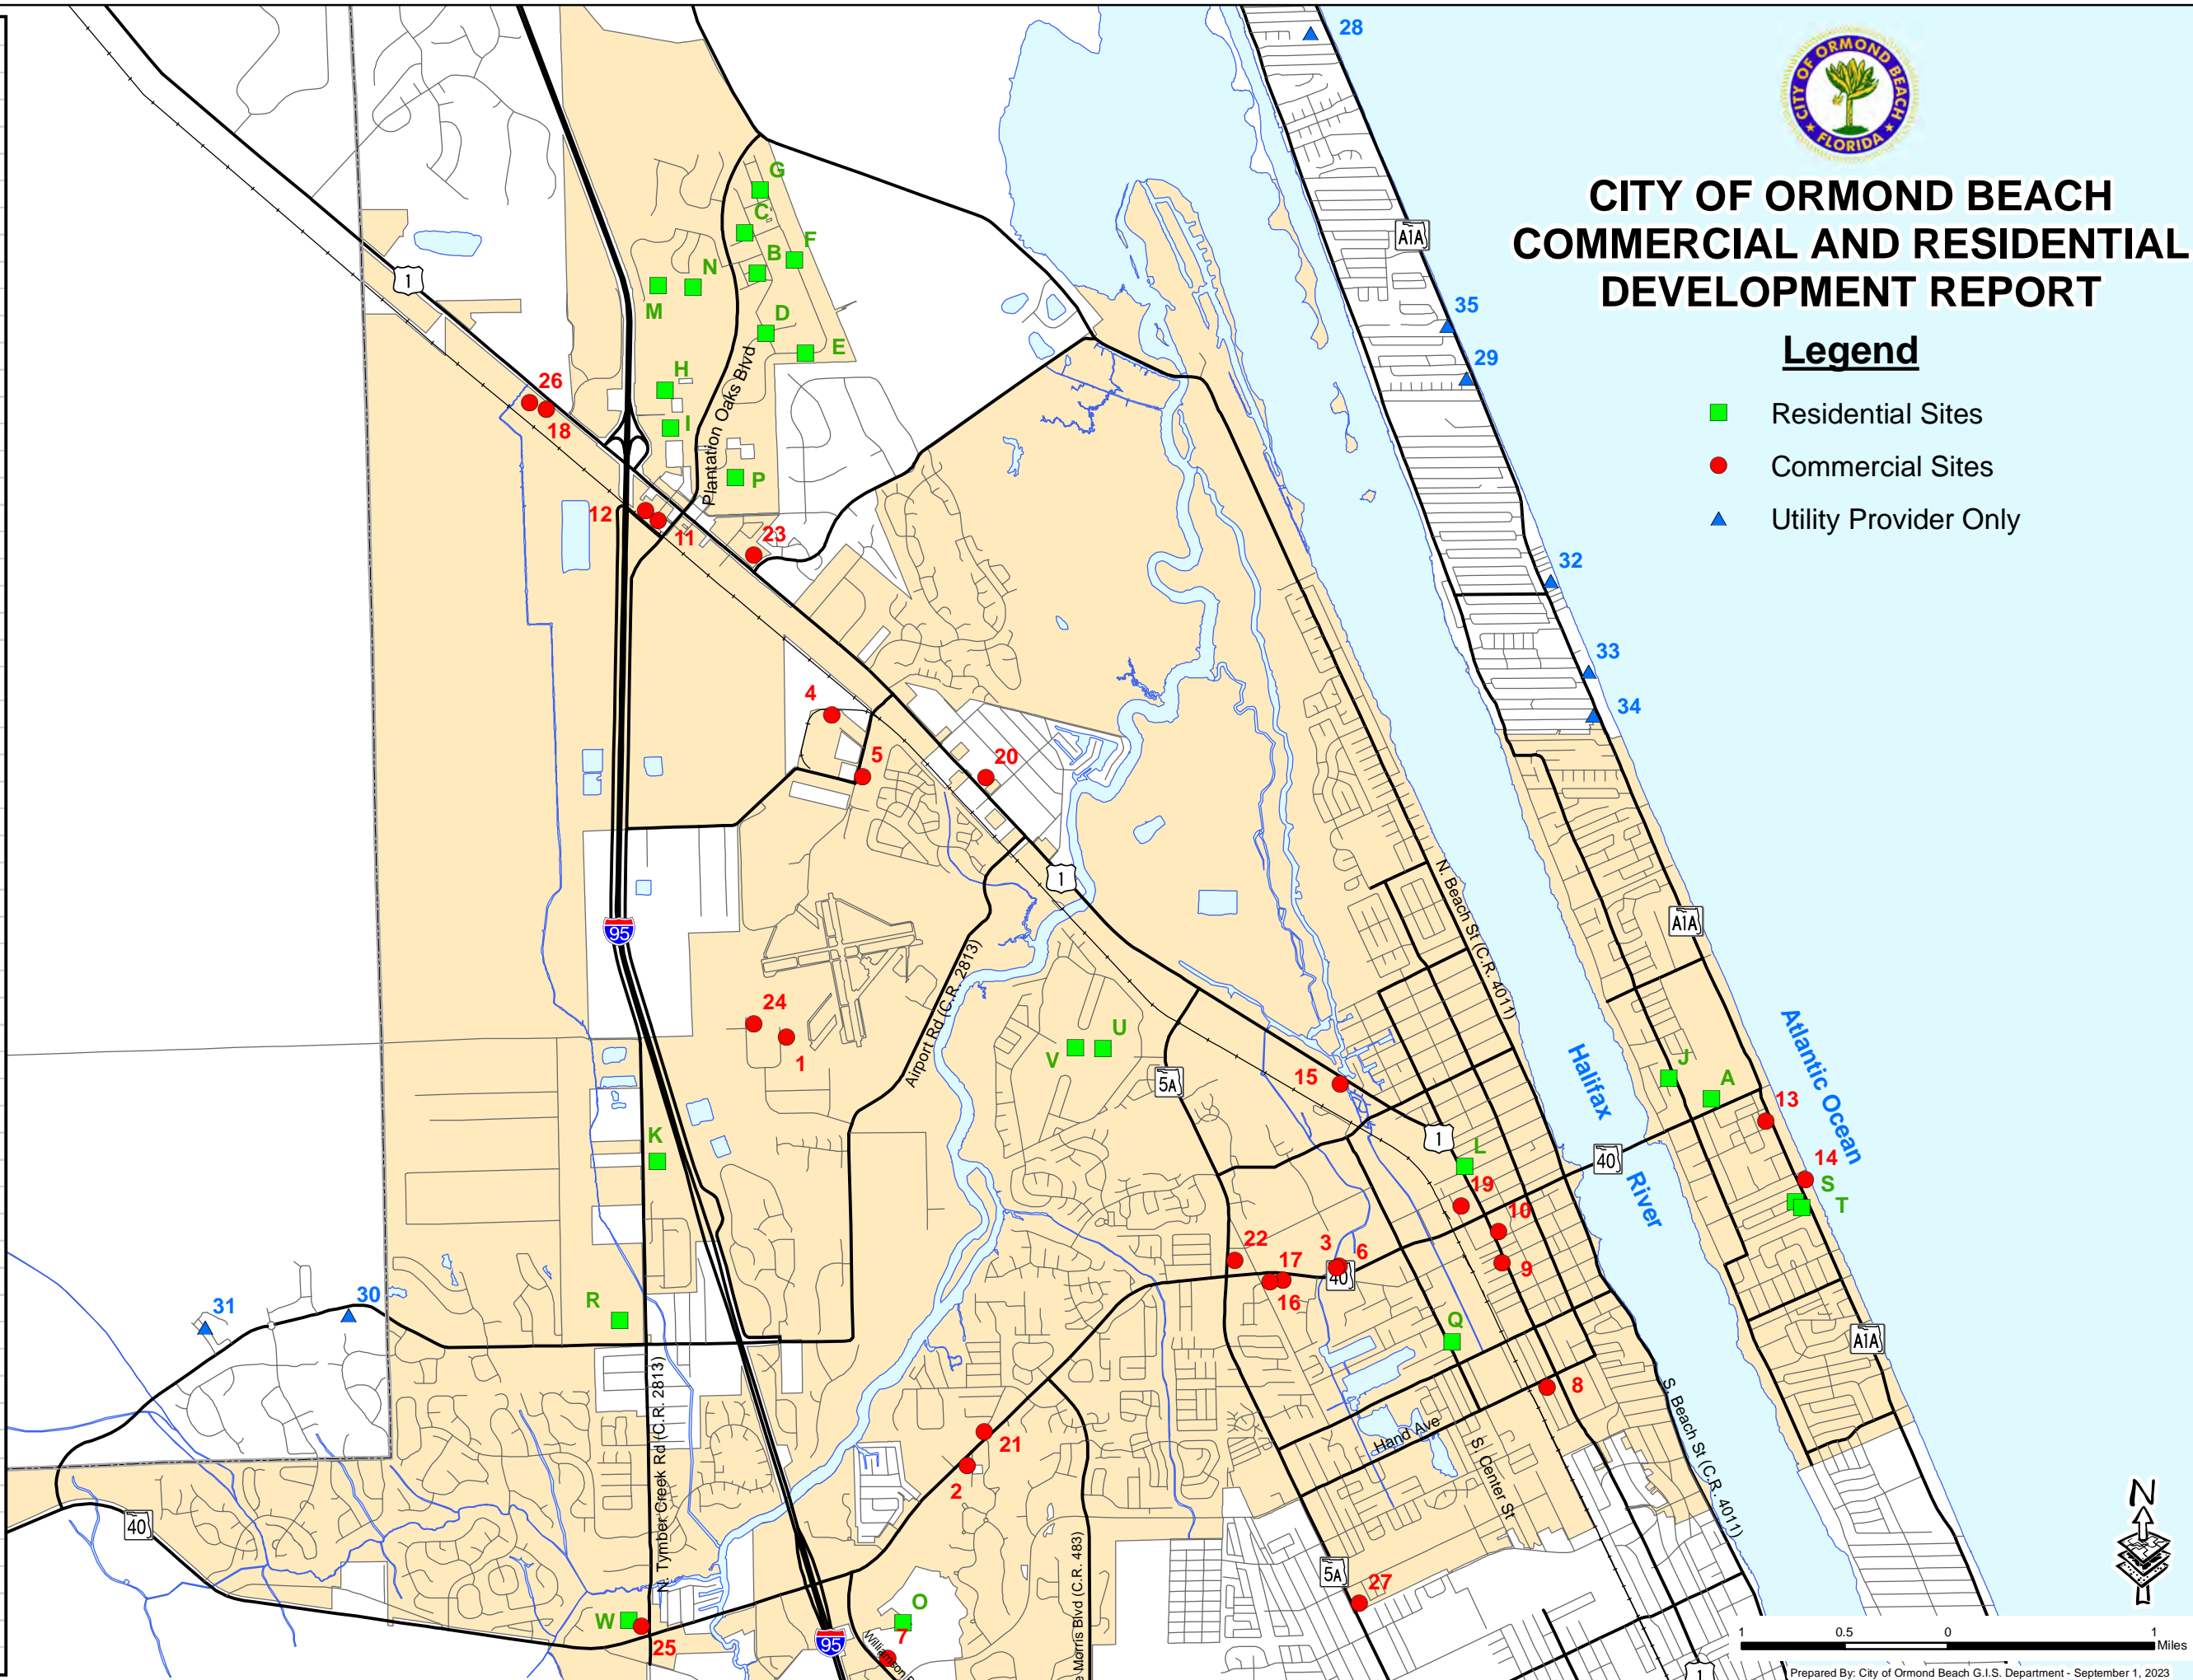 CITY OF ORMOND BEACH
FLORIDA
CITY OF ORMOND BEACH
COMMERCIAL AND RESIDENTIAL
DEVELOPMENT REPORT
Legend
Residential Sites
Commercial Sites
Utility Provider Only
28
A1A
35
29
32
33
34
G
C
F
B
N
M
D
E
H
I
P
Plantation Oaks Blvd
1
26
18
12
11
23
4
5
20
1
95
N. Beach St (C.R. 4011)
A1A
Airport Rd (C.R. 2813)
24
1
U
V
5A
15
Halifax
River
Atlantic Ocean
J
A
13
14
S
T
40
K
1
L
19
10
9
22
17
16
3
6
40
R
31
30
Q
8
A1A
Hand Ave
S. Center St
S. Beach St (C.R. 4011)
N. Tymber Creek Rd (C.R. 2813)
21
2
40
5A
27
W
25
95
O
7
Morris Blvd (C.R. 483)
1
N
1 0.5 0 1
Miles
Prepared By: City of Ormond Beach G.I.S. Department - September 1, 2023